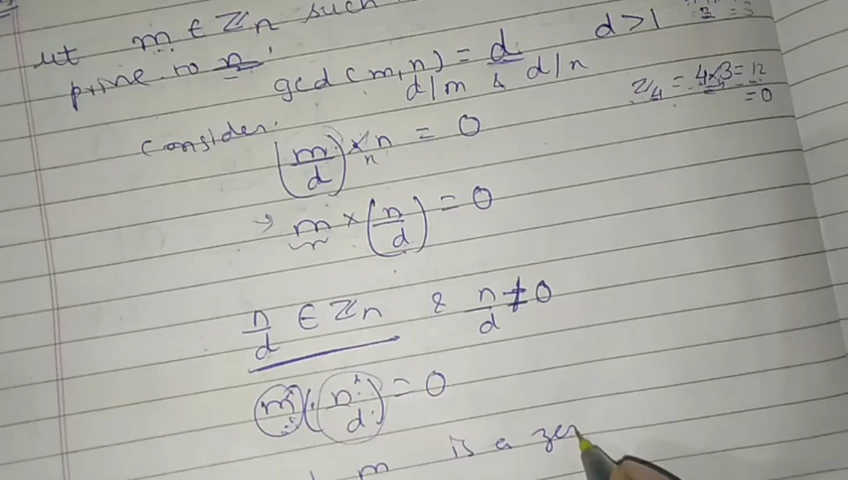 Let m ∈ ℤn such
prime to n
gcd (m,n) = d. d > 1
d/m & d/n
ℤ4 = 4×3 = 12
= 0
Consider.
(m/d) ×n n = 0
→ m × (n/d) = 0
n/d ∈ ℤn & n/d ≠ 0
m · (n/d) = 0
m is a zer